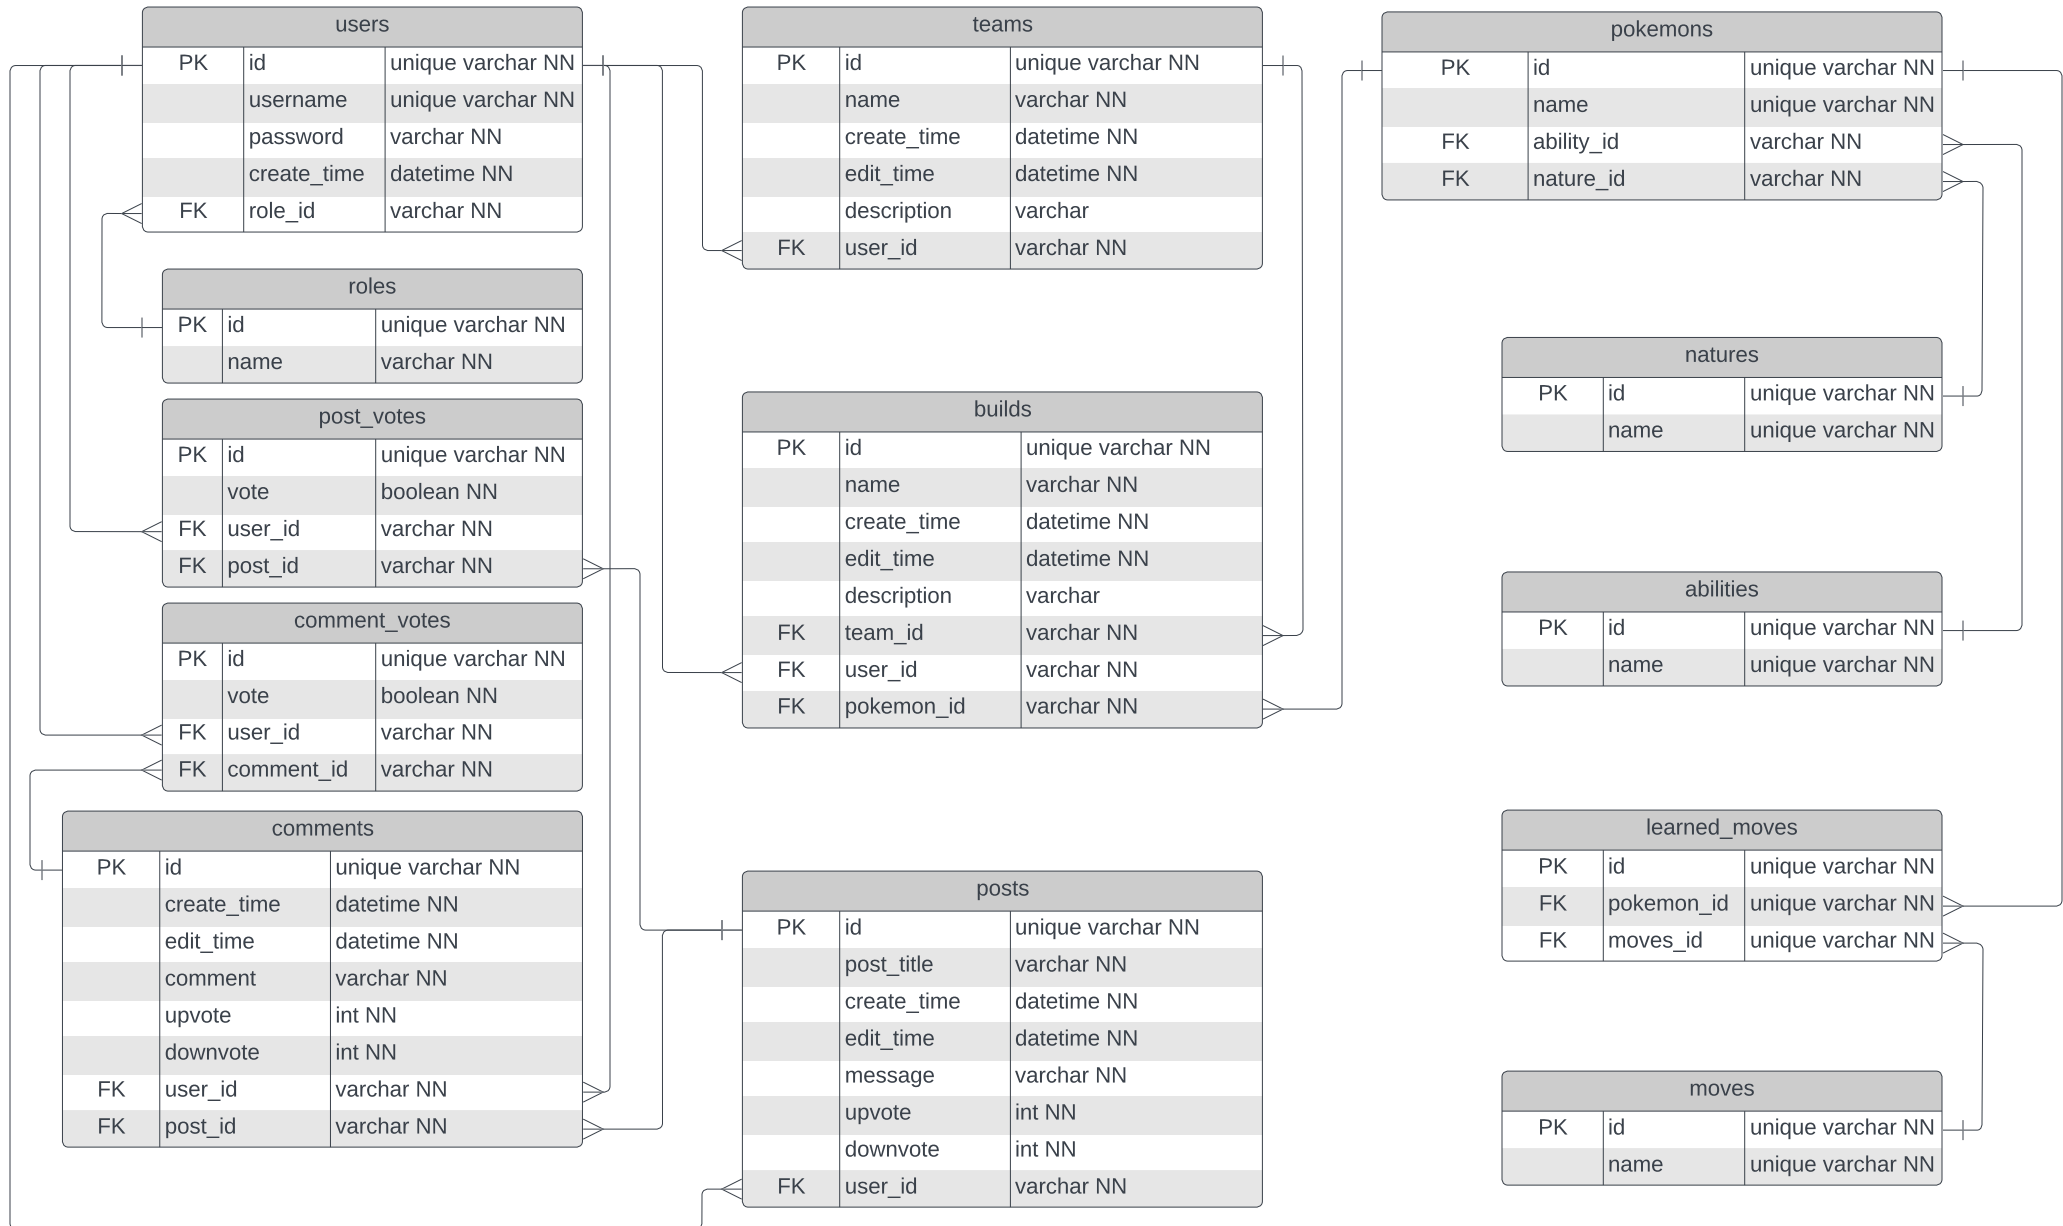 users
PK id unique varchar NN
username unique varchar NN
password varchar NN
create_time datetime NN
FK role_id varchar NN
roles
PK id unique varchar NN
name varchar NN
post_votes
PK id unique varchar NN
vote boolean NN
FK user_id varchar NN
FK post_id varchar NN
comment_votes
PK id unique varchar NN
vote boolean NN
FK user_id varchar NN
FK comment_id varchar NN
comments
PK id unique varchar NN
create_time datetime NN
edit_time datetime NN
comment varchar NN
upvote int NN
downvote int NN
FK user_id varchar NN
FK post_id varchar NN
teams
PK id unique varchar NN
name varchar NN
create_time datetime NN
edit_time datetime NN
description varchar
FK user_id varchar NN
builds
PK id unique varchar NN
name varchar NN
create_time datetime NN
edit_time datetime NN
description varchar
FK team_id varchar NN
FK user_id varchar NN
FK pokemon_id varchar NN
posts
PK id unique varchar NN
post_title varchar NN
create_time datetime NN
edit_time datetime NN
message varchar NN
upvote int NN
downvote int NN
FK user_id varchar NN
pokemons
PK id unique varchar NN
name unique varchar NN
FK ability_id varchar NN
FK nature_id varchar NN
natures
PK id unique varchar NN
name unique varchar NN
abilities
PK id unique varchar NN
name unique varchar NN
learned_moves
PK id unique varchar NN
FK pokemon_id unique varchar NN
FK moves_id unique varchar NN
moves
PK id unique varchar NN
name unique varchar NN